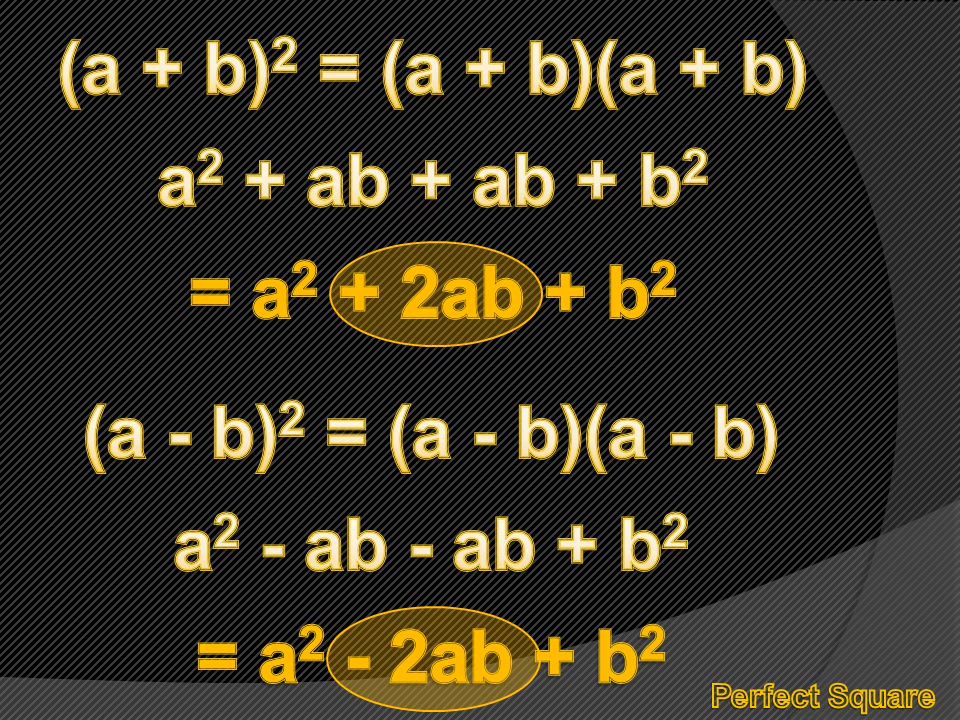 (a + b)² = (a + b)(a + b)
a² + ab + ab + b²
= a² + 2ab + b²
(a - b)² = (a - b)(a - b)
a² - ab - ab + b²
= a² - 2ab + b²
Perfect Square